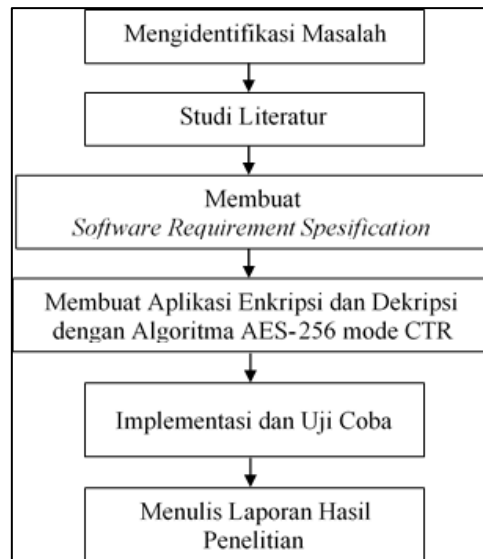 Mengidentifikasi Masalah
Studi Literatur
Membuat
Software Requirement Spesification
Membuat Aplikasi Enkripsi dan Dekripsi
dengan Algoritma AES-256 mode CTR
Implementasi dan Uji Coba
Menulis Laporan Hasil
Penelitian